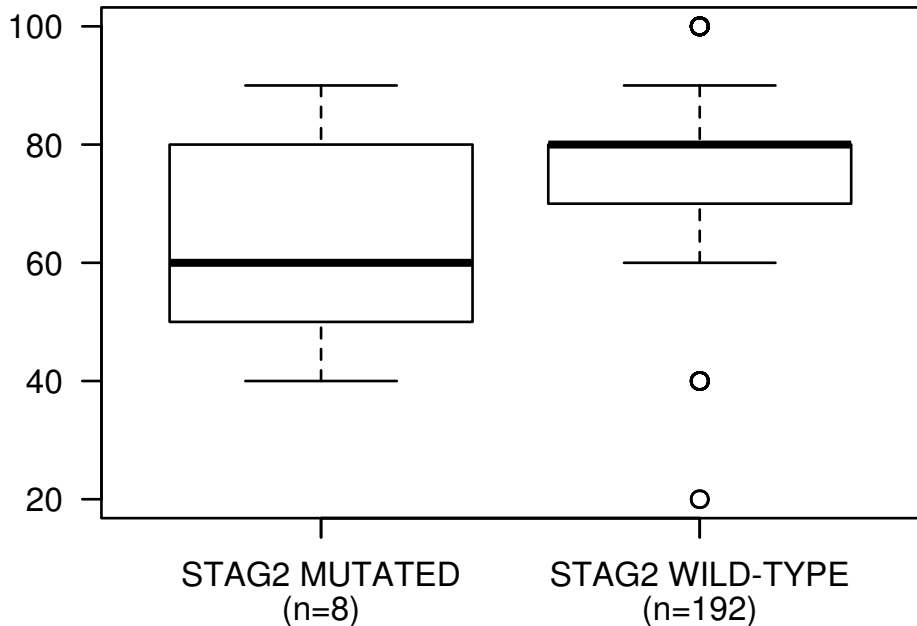 100
80
60
40
20
STAG2 MUTATED
(n=8)
STAG2 WILD-TYPE
(n=192)